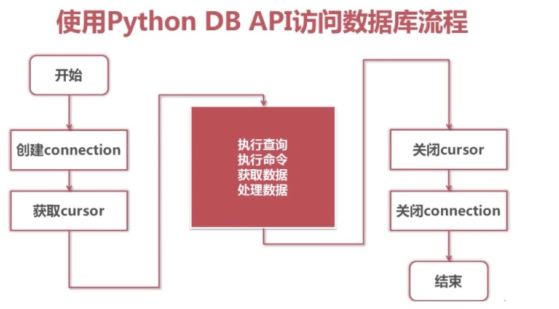 使用Python DB API访问数据库流程
开始
创建connection
获取cursor
执行查询
执行命令
获取数据
处理数据
关闭cursor
关闭connection
结束